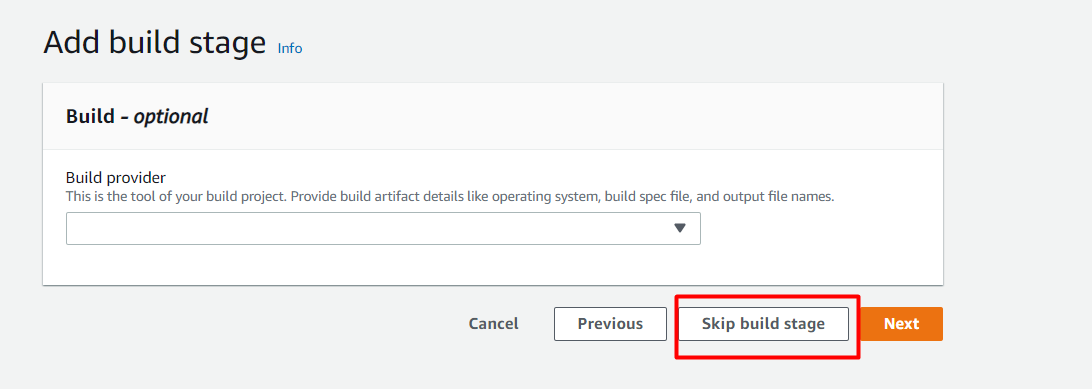 Add build stage Info
Build - optional
Build provider
This is the tool of your build project. Provide build artifact details like operating system, build spec file, and output file names.
Cancel Previous Skip build stage Next